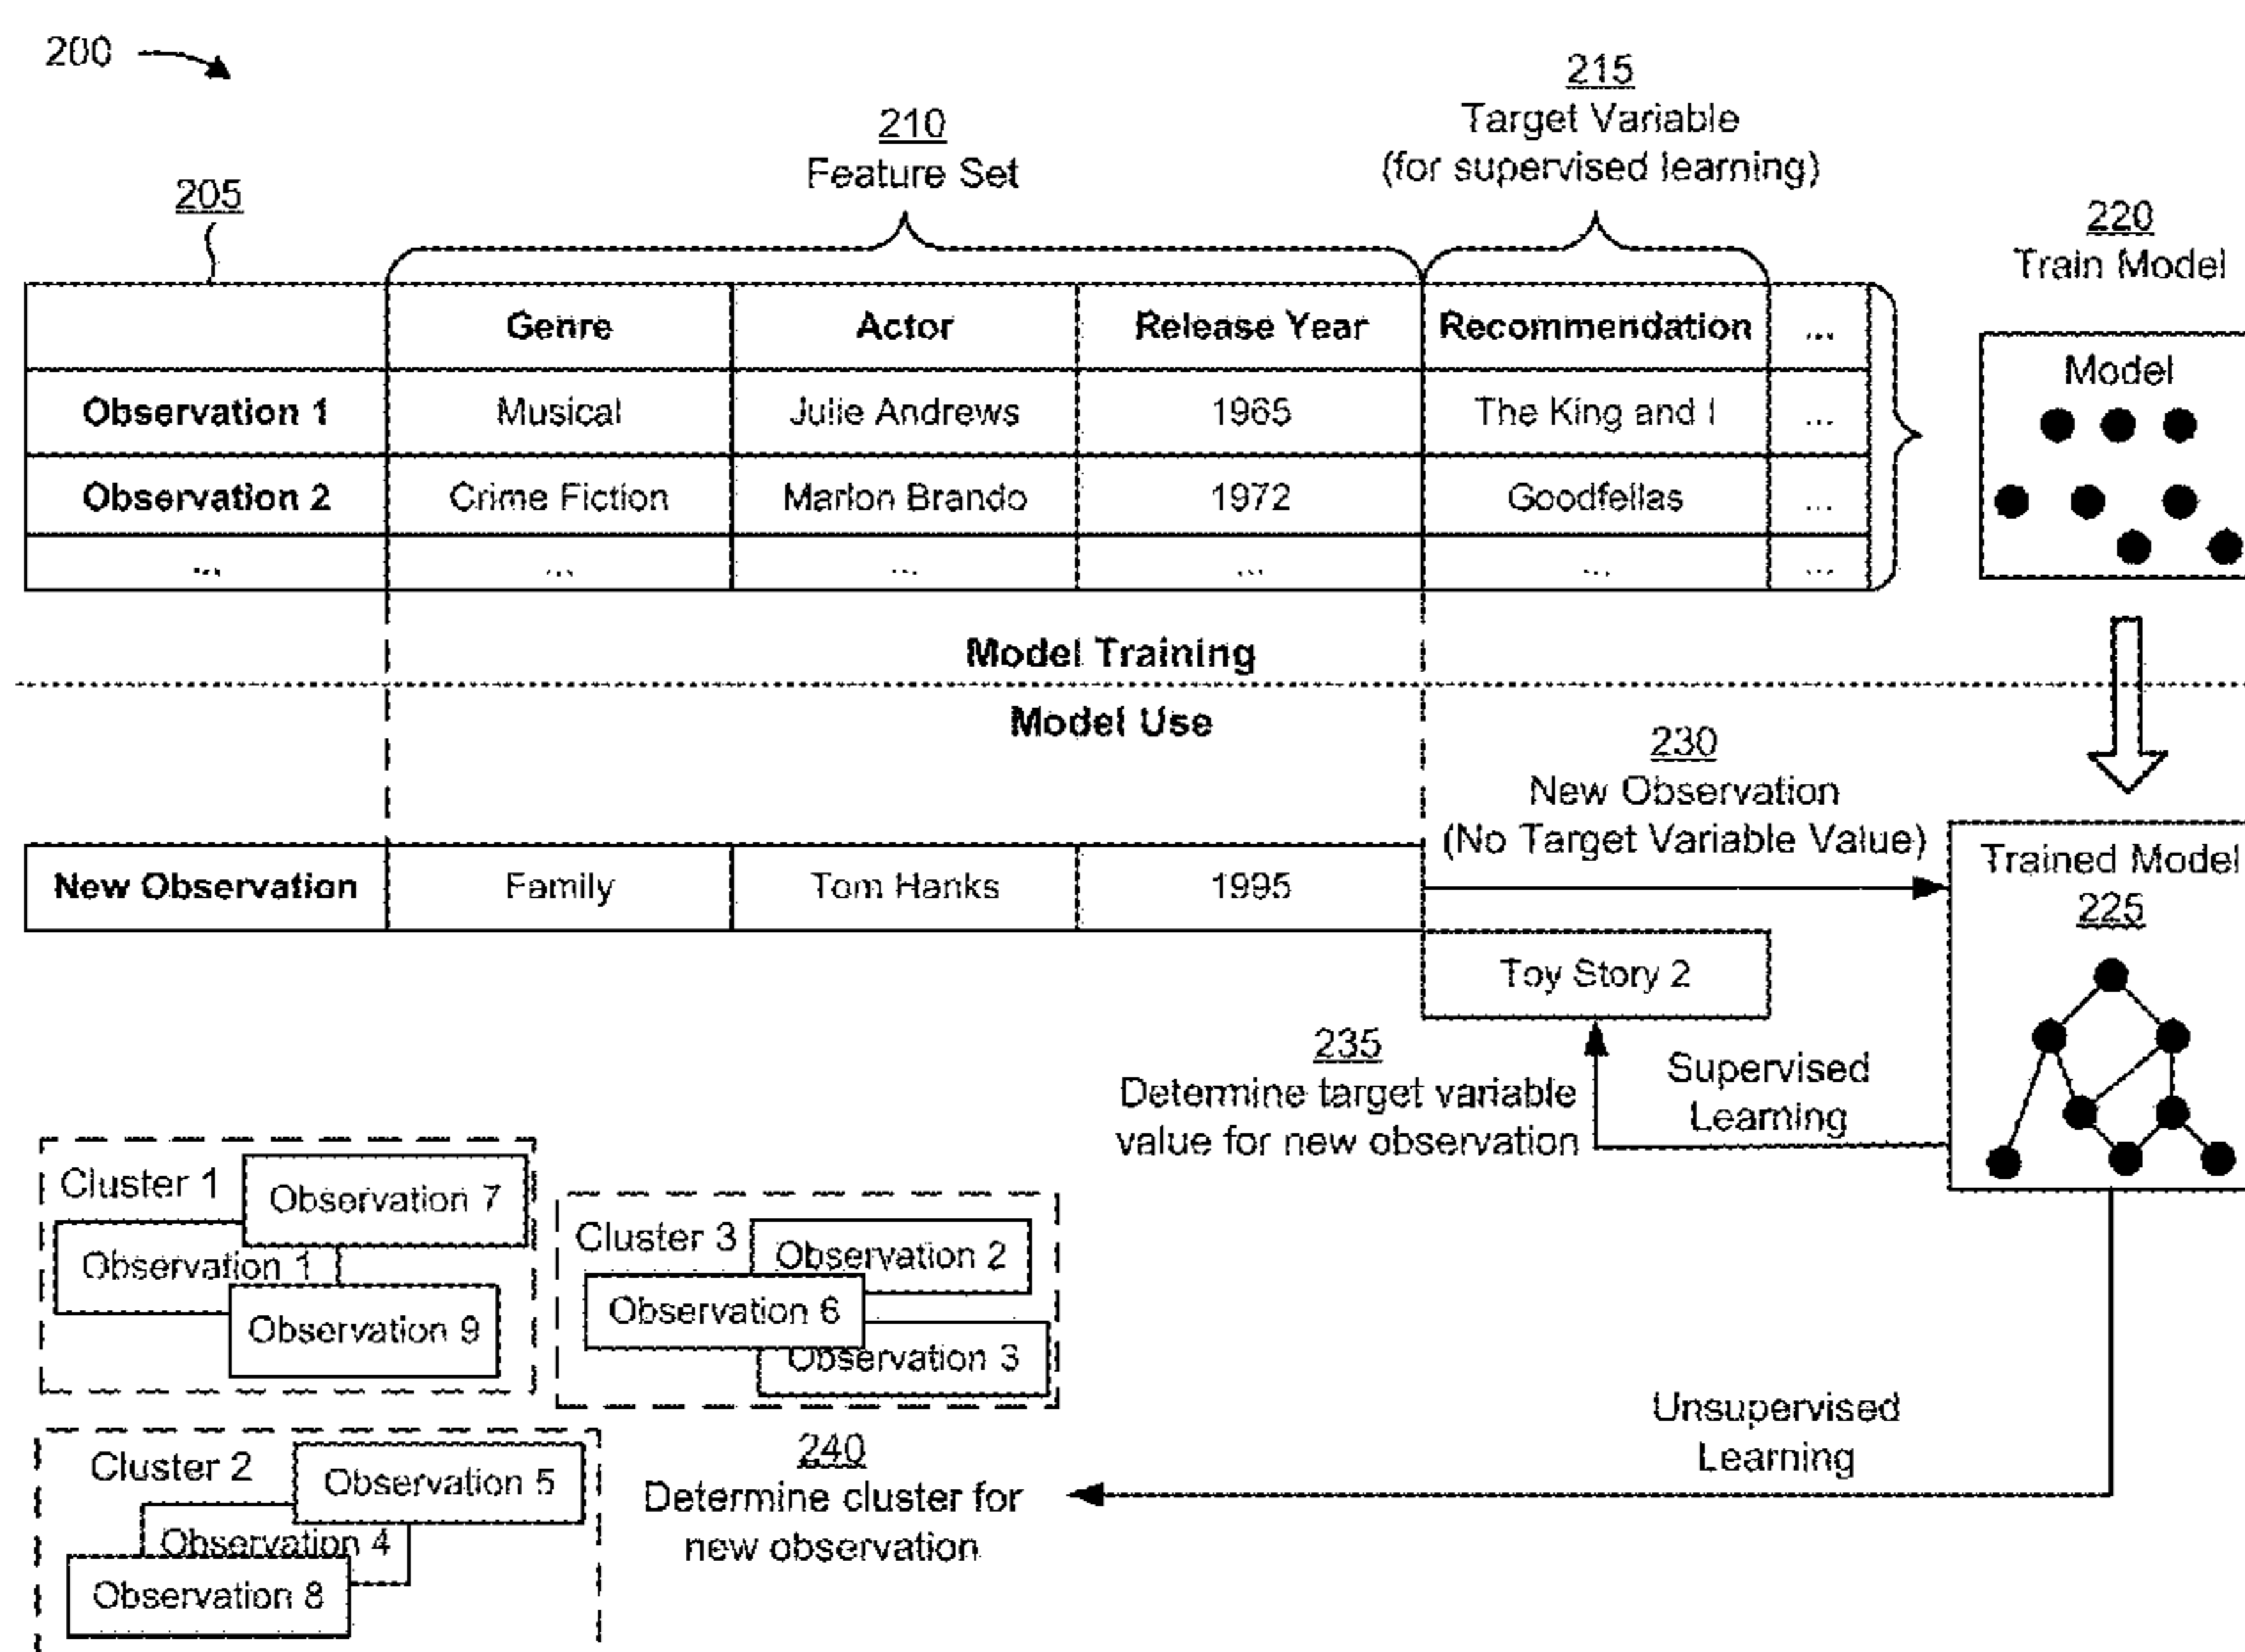 200
215
Target Variable
(for supervised learning)
210
Feature Set
205
220
Train Model
Genre Actor Release Year Recommendation ...
Observation 1 Musical Julie Andrews 1965 The King and I ...
Observation 2 Crime Fiction Marlon Brando 1972 Goodfellas ...
... ... ... ... ... ...
Model
Model Training
Model Use
230
New Observation
(No Target Variable Value)
New Observation Family Tom Hanks 1995
Trained Model
225
Toy Story 2
235
Determine target variable
value for new observation
Supervised
Learning
Cluster 1
Observation 7
Observation 1
Observation 9
Cluster 3
Observation 2
Observation 6
Observation 3
Cluster 2
Observation 5
Observation 4
Observation 8
240
Determine cluster for
new observation
Unsupervised
Learning